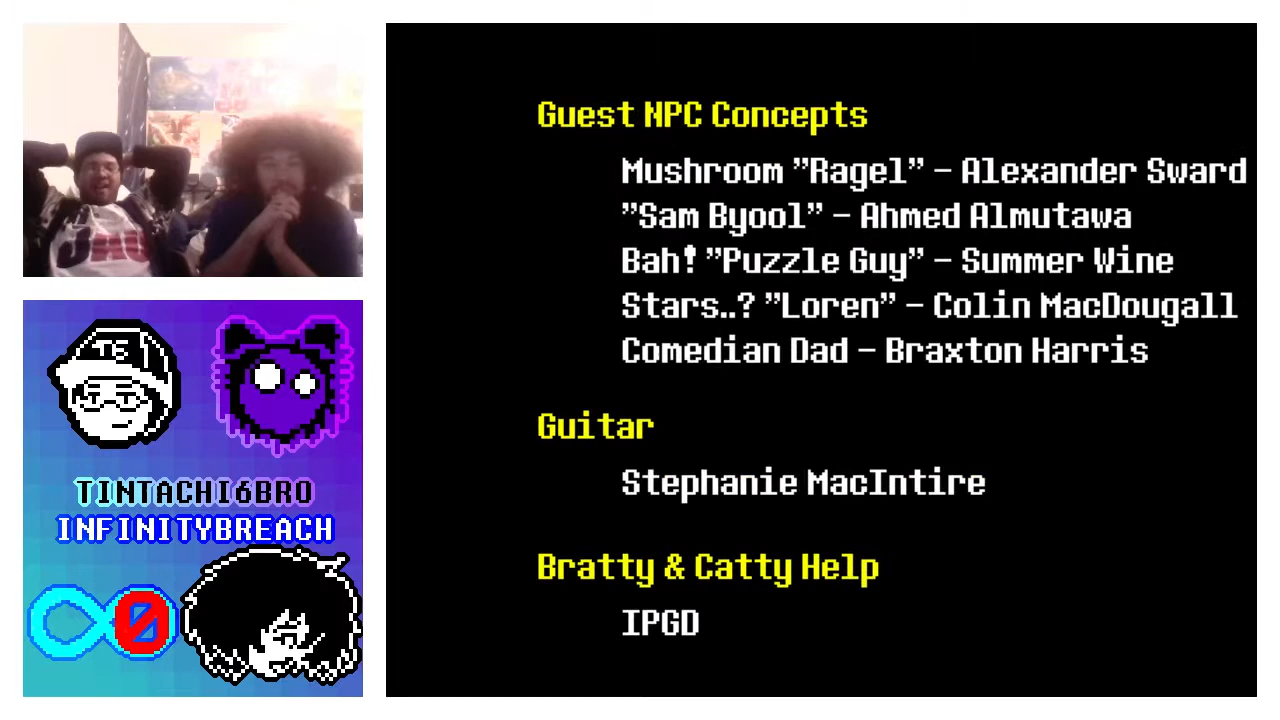 Guest NPC Concepts
Mushroom "Ragel" - Alexander Sward
"Sam Byool" - Ahmed Almutawa
Bah! "Puzzle Guy" - Summer Wine
Stars..? "Loren" - Colin MacDougall
Comedian Dad - Braxton Harris
Guitar
Stephanie MacIntire
Bratty & Catty Help
IPGD
TS
TINTACHI6BRO
INFINITYBREACH